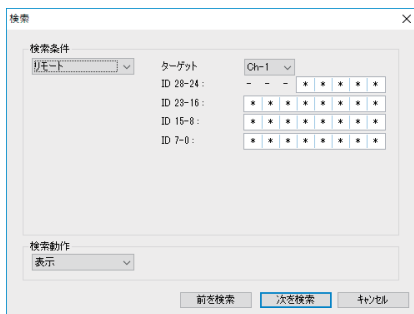 検索
検索条件
リモート ターゲット Ch-1
ID 28-24 : - - - * * * * *
ID 23-16 : * * * * * * * *
ID 15-8 : * * * * * * * *
ID 7-0 : * * * * * * * *
検索動作
表示
前を検索 次を検索 キャンセル